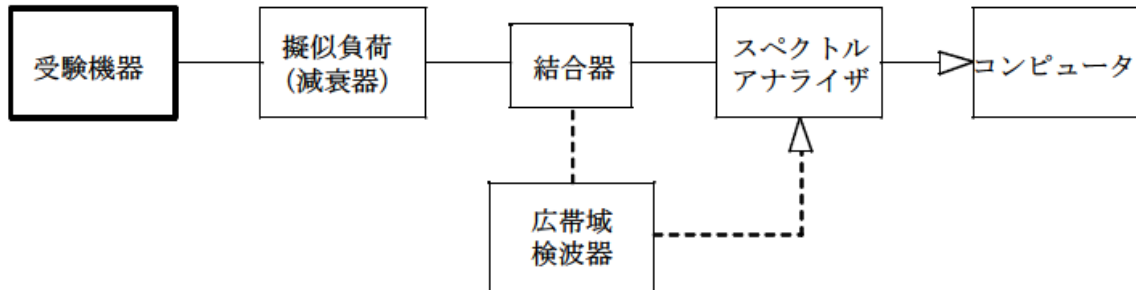 受験機器
擬似負荷
(減衰器)
結合器
スペクトル
アナライザ
コンピュータ
広帯域
検波器